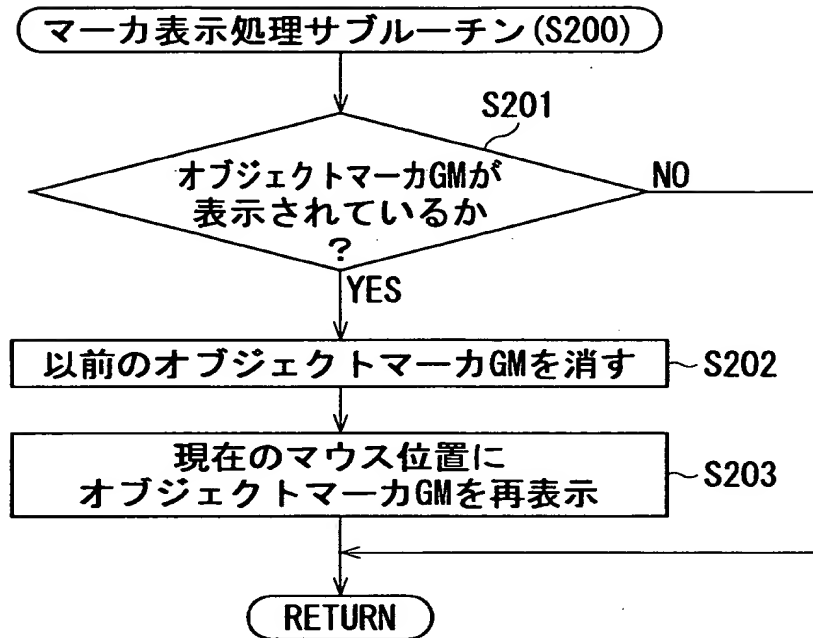 マーカ表示処理サブルーチン(S200)
S201
オブジェクトマーカGMが
表示されているか
?
NO
YES
以前のオブジェクトマーカGMを消す
S202
現在のマウス位置に
オブジェクトマーカGMを再表示
S203
RETURN